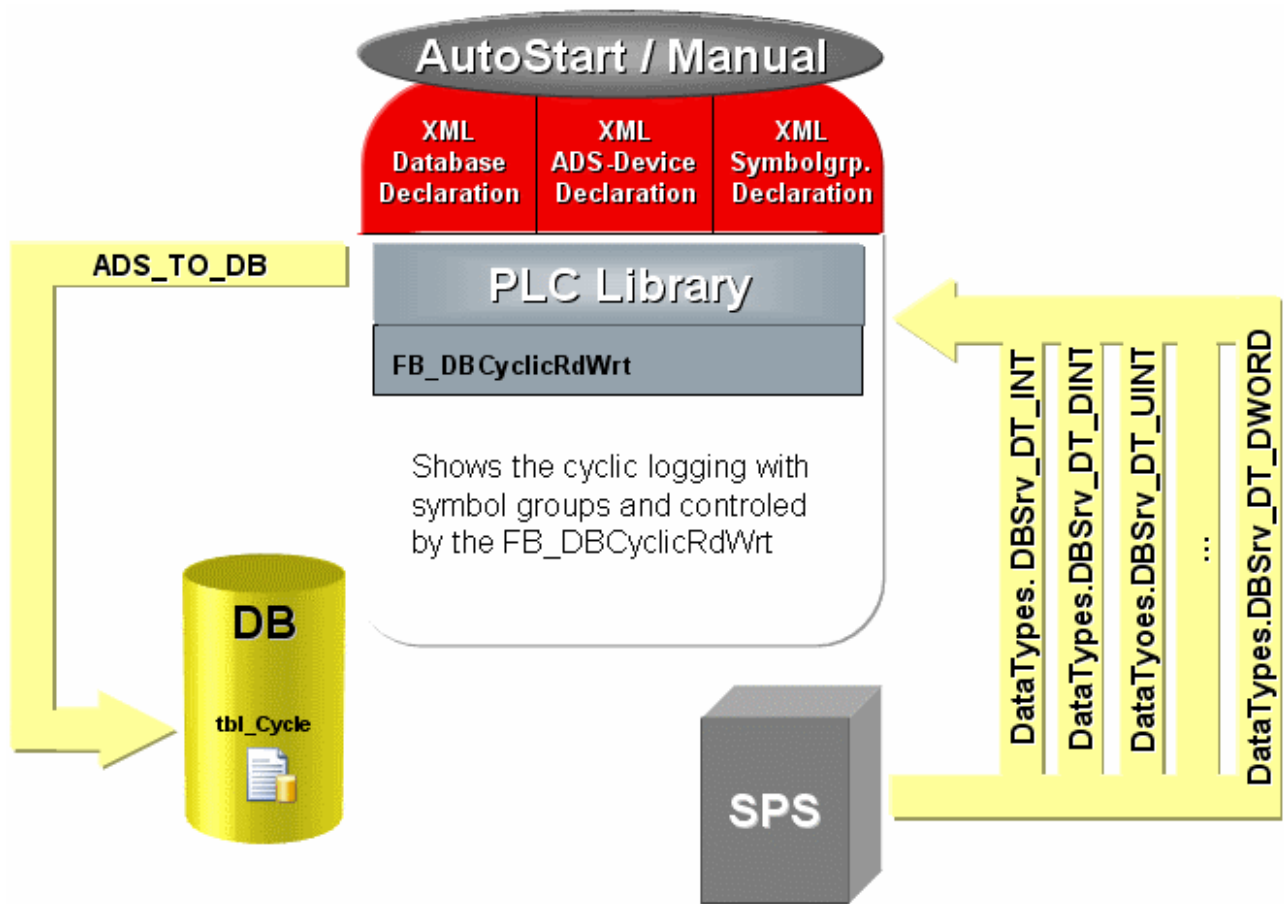 AutoStart / Manual
XML
Database
Declaration
XML
ADS-Device
Declaration
XML
Symbolgrp.
Declaration
ADS_TO_DB
PLC Library
FB_DBCyclicRdWrt
Shows the cyclic logging with
symbol groups and controled
by the FB_DBCyclicRdWrt
DB
tbl_Cycle
SPS
DataTypes. DBSrv_DT_INT
DataTypes.DBSrv_DT_DINT
DataTyoes.DBSrv_DT_UINT
...
DataTypes.DBSrv_DT_DWORD